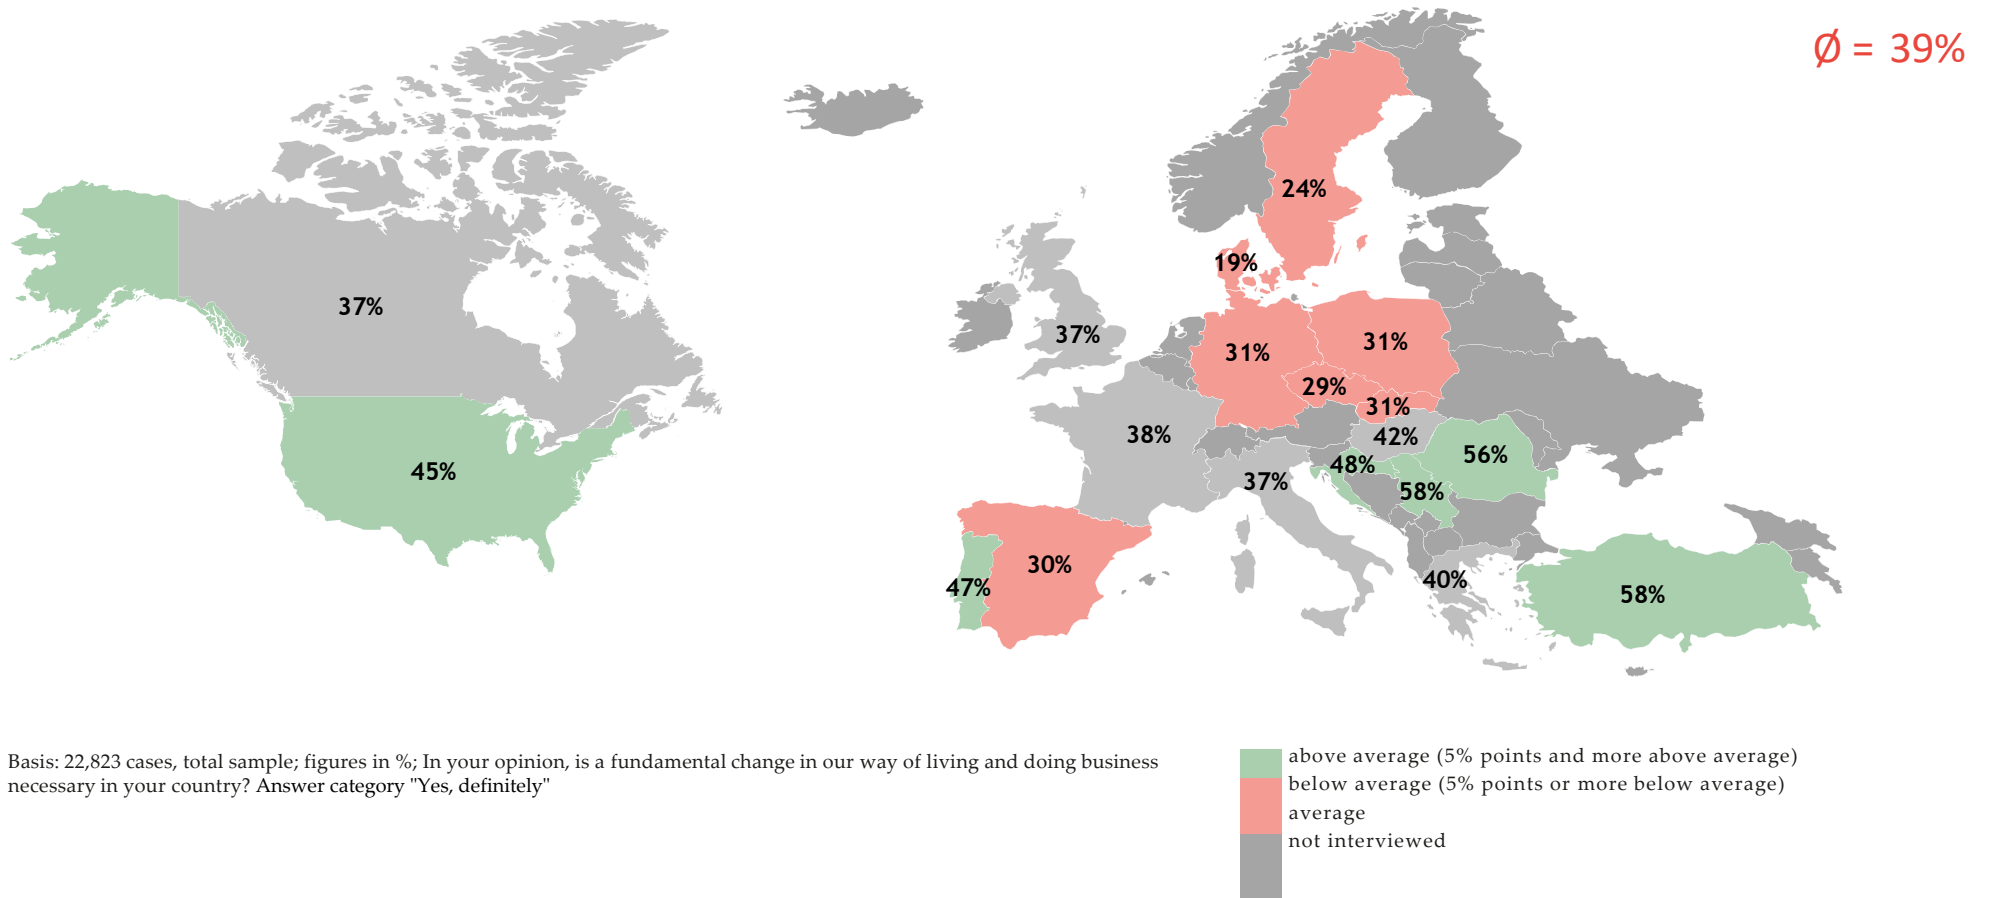 Ø = 39%
24%
19%
37%
37%
31%
31%
29%
31%
38%
42%
45%
37%
48%
56%
58%
47%
30%
40%
58%
Basis: 22,823 cases, total sample; figures in %; In your opinion, is a fundamental change in our way of living and doing business
necessary in your country? Answer category "Yes, definitely"
above average (5% points and more above average)
below average (5% points or more below average)
average
not interviewed